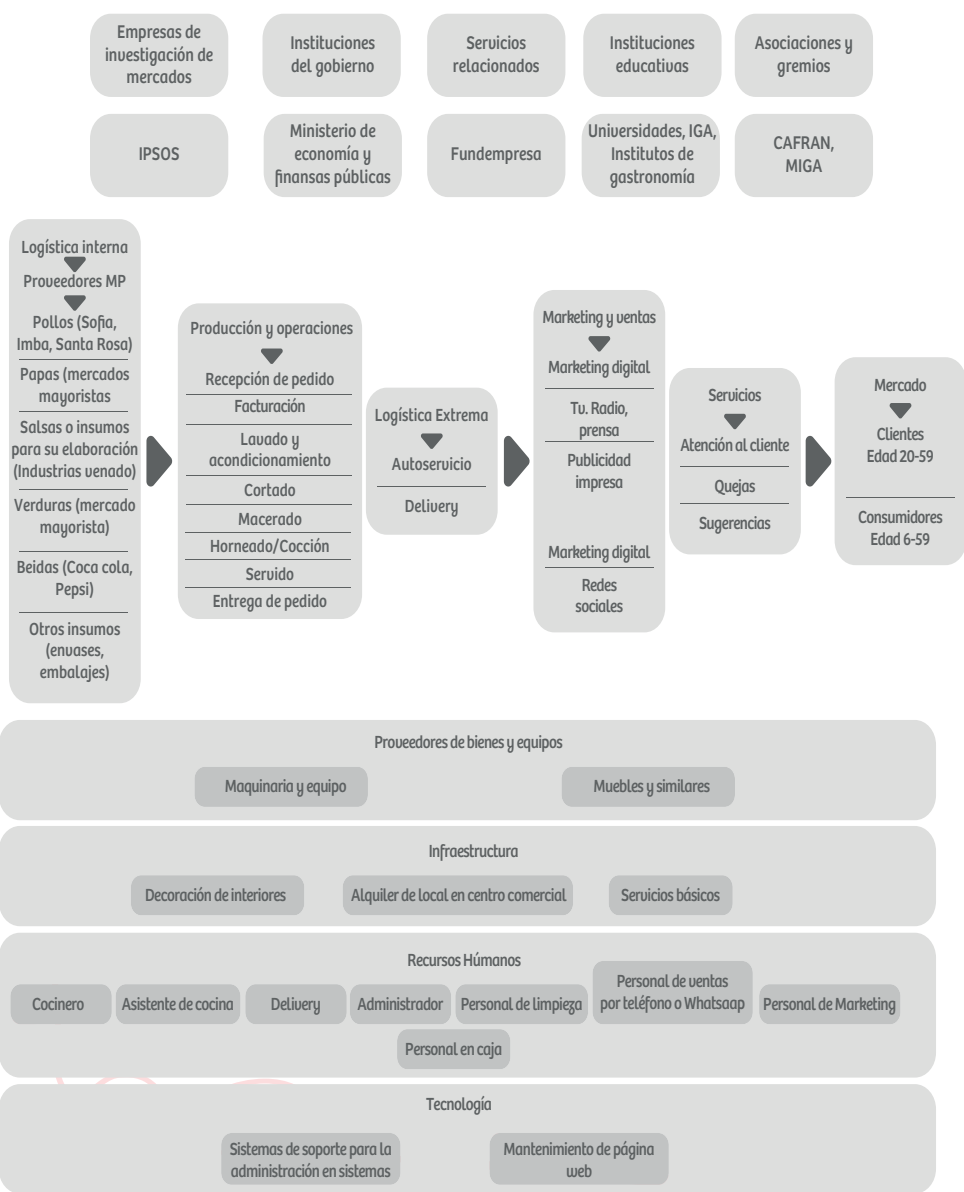 Empresas de
investigación de
mercados
Instituciones
del gobierno
Servicios
relacionados
Instituciones
educativas
Asociaciones y
gremios
IPSOS
Ministerio de
economía y
finansas públicas
Fundempresa
Universidades, IGA,
Institutos de
gastronomía
CAFRAN,
MIGA
Logística interna
Proveedores MP
Pollos (Sofia,
Imba, Santa Rosa)
Papas (mercados
mayoristas
Salsas o insumos
para su elaboración
(Industrias venado)
Verduras (mercado
mayorista)
Beidas (Coca cola,
Pepsi)
Otros insumos
(envases,
embalajes)
Producción y operaciones
Recepción de pedido
Facturación
Lavado y
acondicionamiento
Cortado
Macerado
Horneado/Cocción
Servido
Entrega de pedido
Logística Extrema
Autoservicio
Delivery
Marketing y ventas
Marketing digital
Tv. Radio,
prensa
Publicidad
impresa
Marketing digital
Redes
sociales
Servicios
Atención al cliente
Quejas
Sugerencias
Mercado
Clientes
Edad 20-59
Consumidores
Edad 6-59
Proveedores de bienes y equipos
Maquinaria y equipo
Muebles y similares
Infraestructura
Decoración de interiores
Alquiler de local en centro comercial
Servicios básicos
Recursos Húmanos
Cocinero
Asistente de cocina
Delivery
Administrador
Personal de limpieza
Personal de ventas
por teléfono o Whatsaap
Personal de Marketing
Personal en caja
Tecnología
Sistemas de soporte para la
administración en sistemas
Mantenimiento de página
web